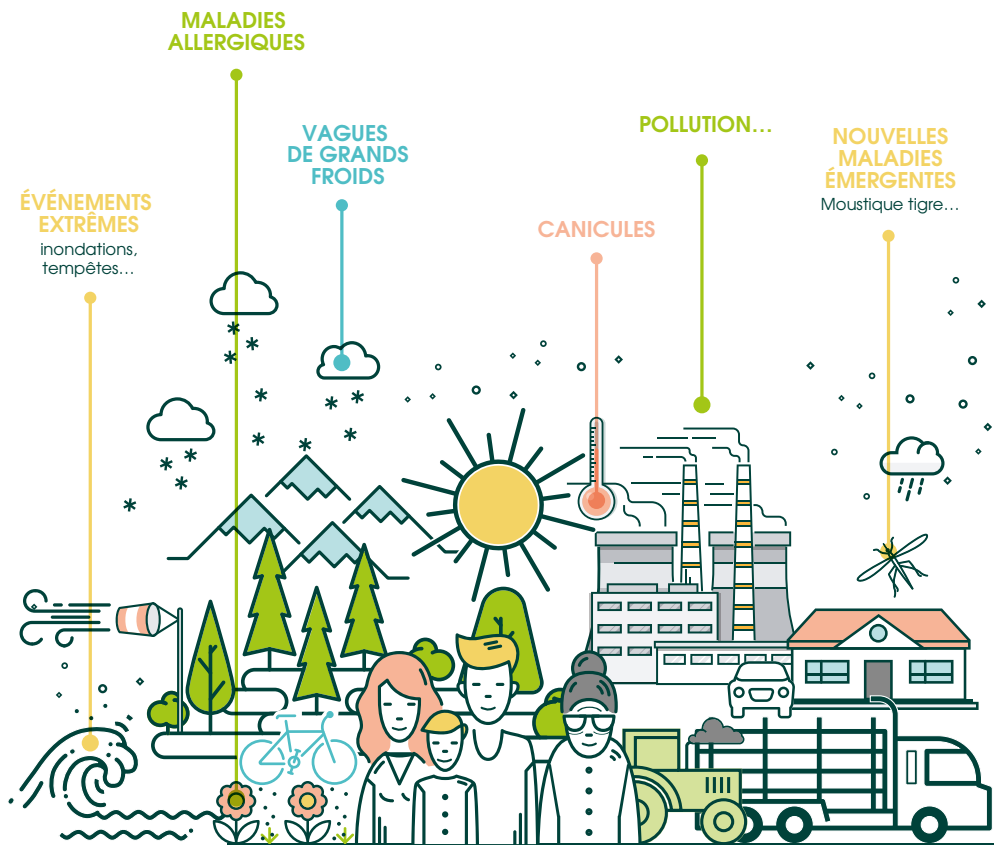 MALADIES
ALLERGIQUES
VAGUES
DE GRANDS
FROIDS
POLLUTION…
NOUVELLES
MALADIES
ÉMERGENTES
Moustique tigre…
ÉVÉNEMENTS
EXTRÊMES
inondations,
tempêtes…
CANICULES